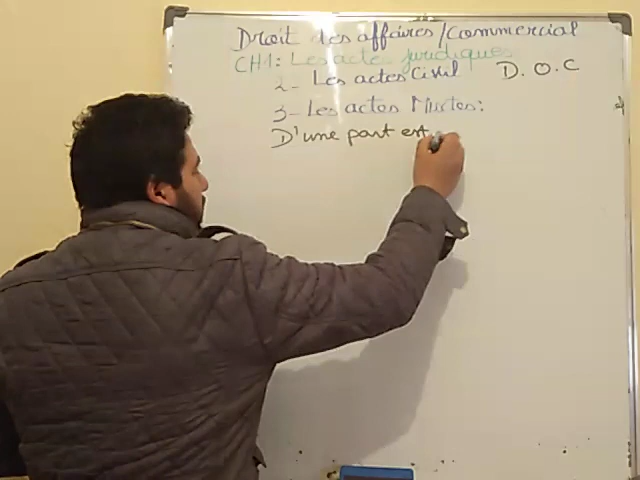 Droit des affaires/Commercial
CH1: Les actes juridiques
2- Les actes Civil D.O.C
3- Les actes Mixtes:
D'une part est